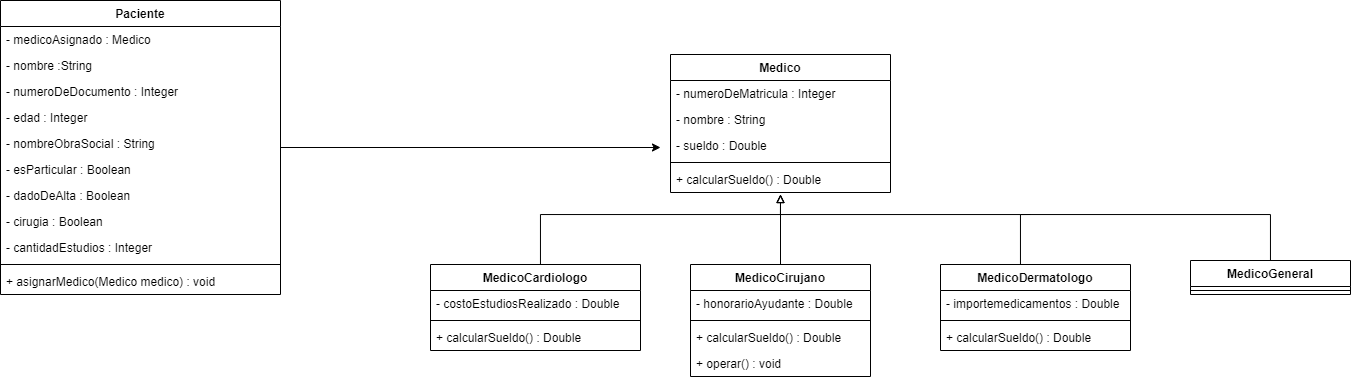 Paciente
- medicoAsignado : Medico
- nombre :String
- numeroDeDocumento : Integer
- edad : Integer
- nombreObraSocial : String
- esParticular : Boolean
- dadoDeAlta : Boolean
- cirugia : Boolean
- cantidadEstudios : Integer
+ asignarMedico(Medico medico) : void
Medico
- numeroDeMatricula : Integer
- nombre : String
- sueldo : Double
+ calcularSueldo() : Double
MedicoCardiologo
- costoEstudiosRealizado : Double
+ calcularSueldo() : Double
MedicoCirujano
- honorarioAyudante : Double
+ calcularSueldo() : Double
+ operar() : void
MedicoDermatologo
- importemedicamentos : Double
+ calcularSueldo() : Double
MedicoGeneral